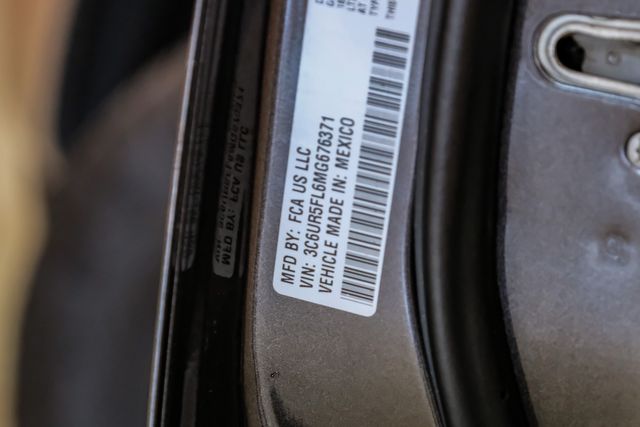 MFD BY: FCA US LLC
VIN: 3C6UR5FL6MG676371
VEHICLE MADE IN: MEXICO